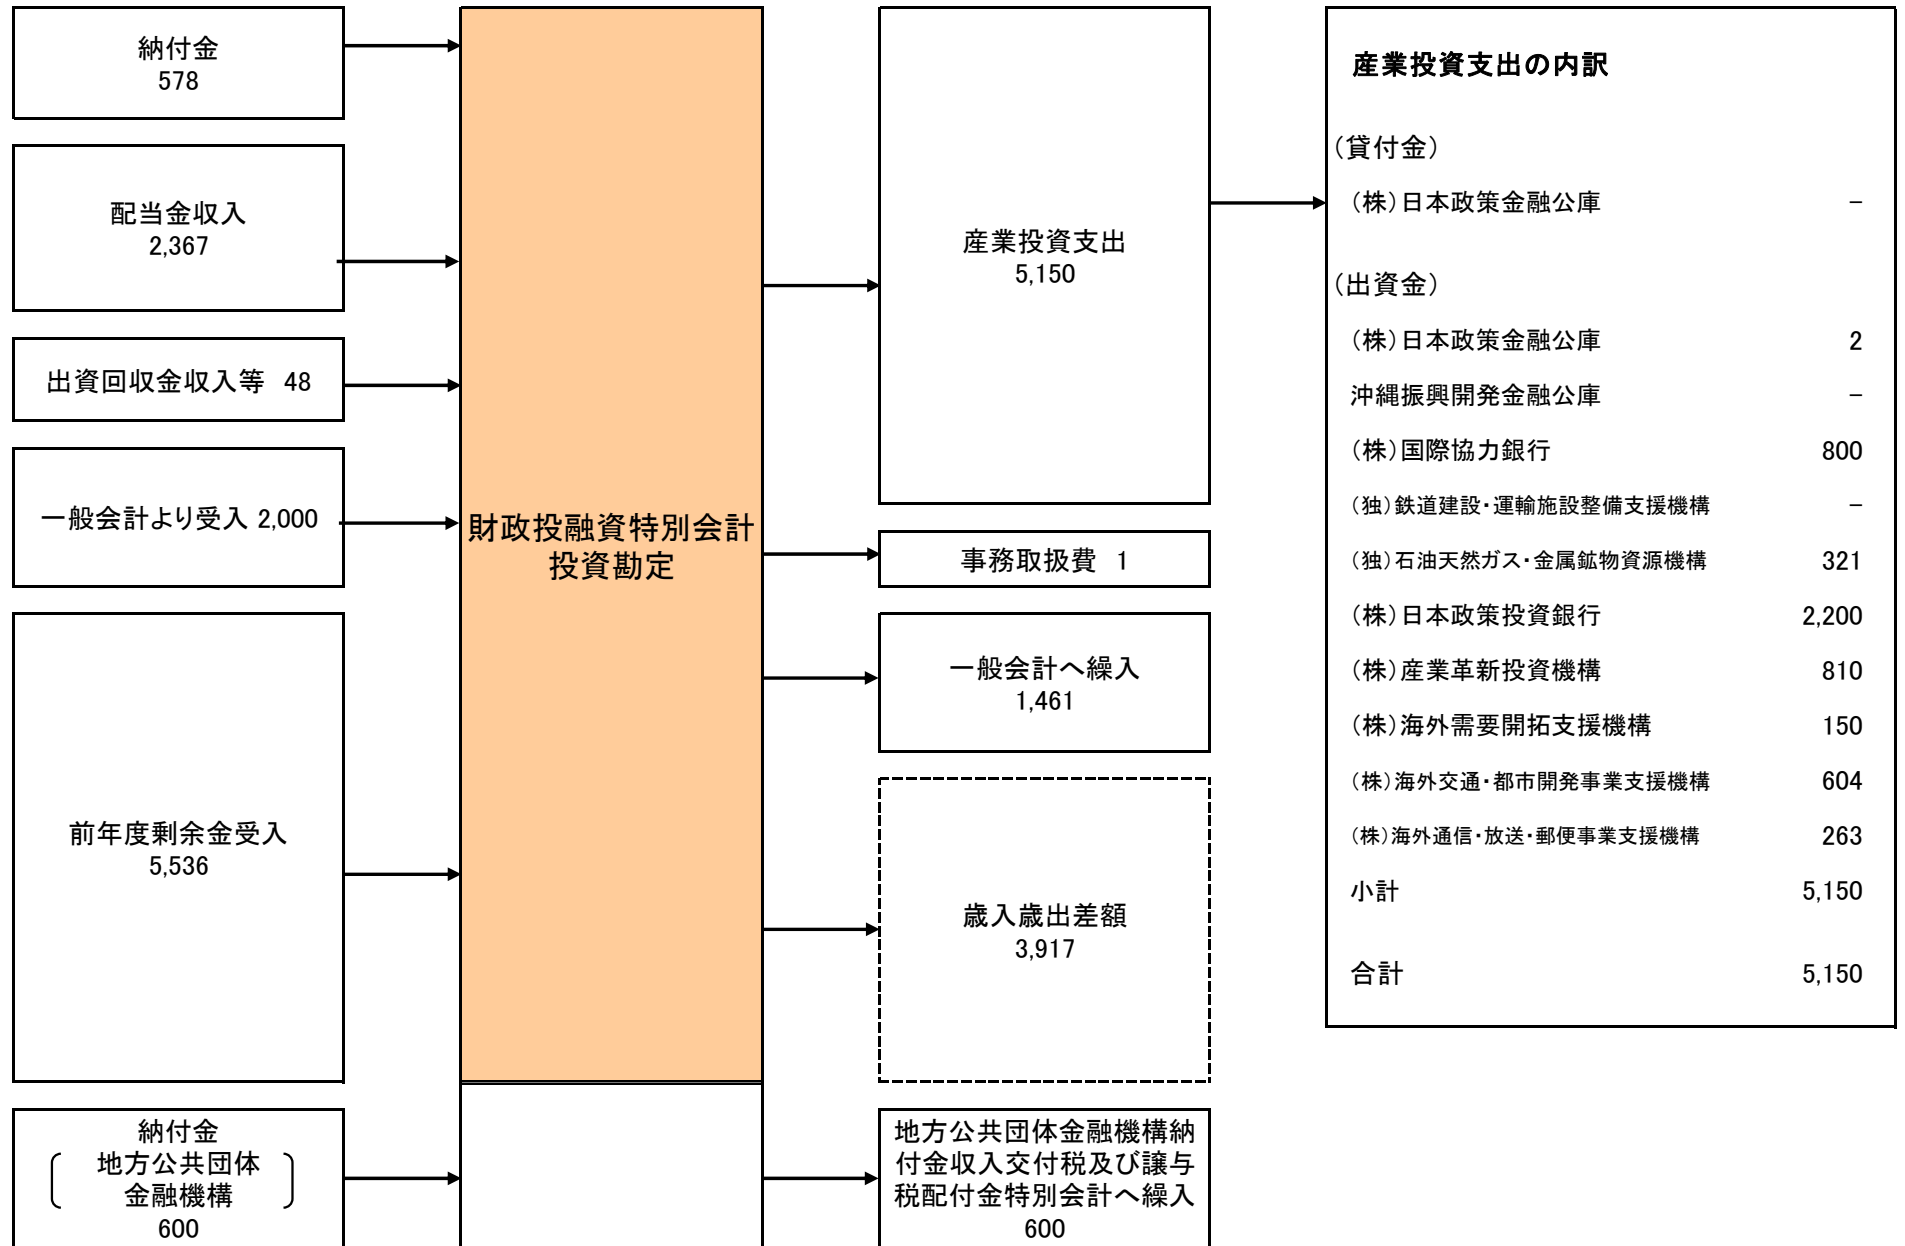 納付金
578
配当金収入
2,367
出資回収金収入等 48
一般会計より受入 2,000
前年度剰余金受入
5,536
納付金
地方公共団体
金融機構
600
財政投融資特別会計
投資勘定
産業投資支出
5,150
事務取扱費 1
一般会計へ繰入
1,461
歳入歳出差額
3,917
地方公共団体金融機構納
付金収入交付税及び譲与
税配付金特別会計へ繰入
600
産業投資支出の内訳
(貸付金)
(株)日本政策金融公庫 –
(出資金)
(株)日本政策金融公庫 2
沖縄振興開発金融公庫 –
(株)国際協力銀行 800
(独)鉄道建設・運輸施設整備支援機構 –
(独)石油天然ガス・金属鉱物資源機構 321
(株)日本政策投資銀行 2,200
(株)産業革新投資機構 810
(株)海外需要開拓支援機構 150
(株)海外交通・都市開発事業支援機構 604
(株)海外通信・放送・郵便事業支援機構 263
小計 5,150
合計 5,150